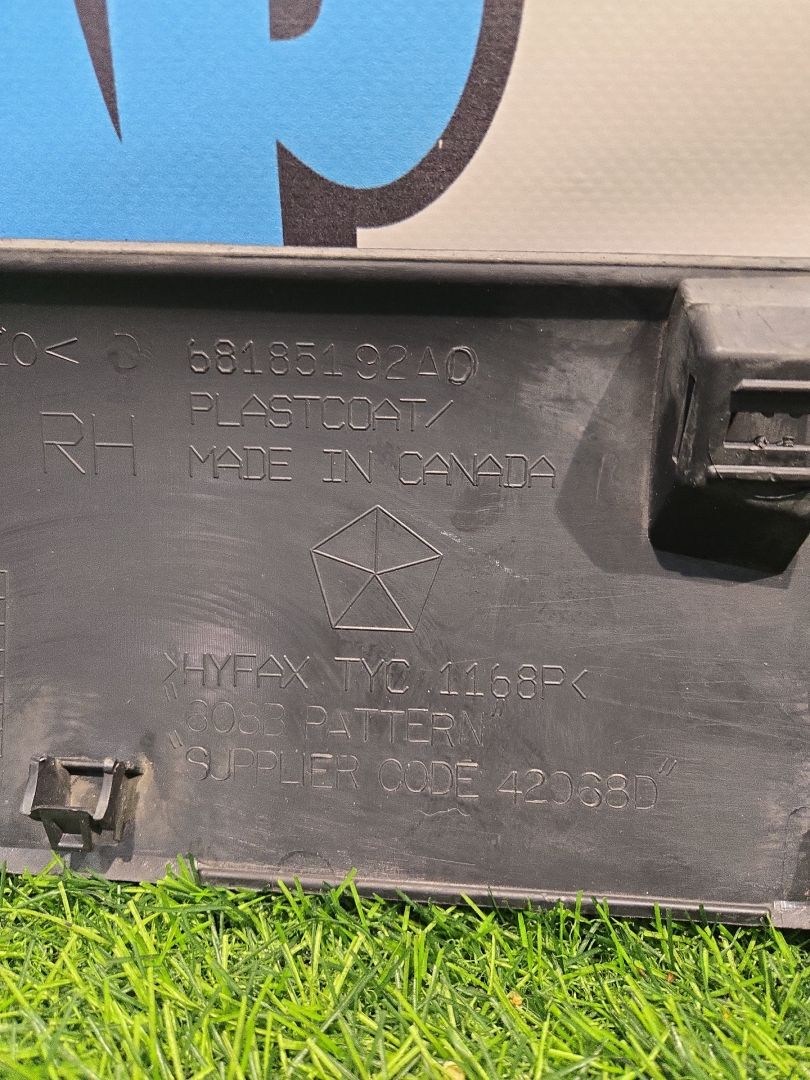 O< 68185192AD
RH PLASTCOAT/
MADE IN CANADA
>HYFAX TYC 1168P<
"8083 PATTERN"
"SUPPLIER CODE 42068D"